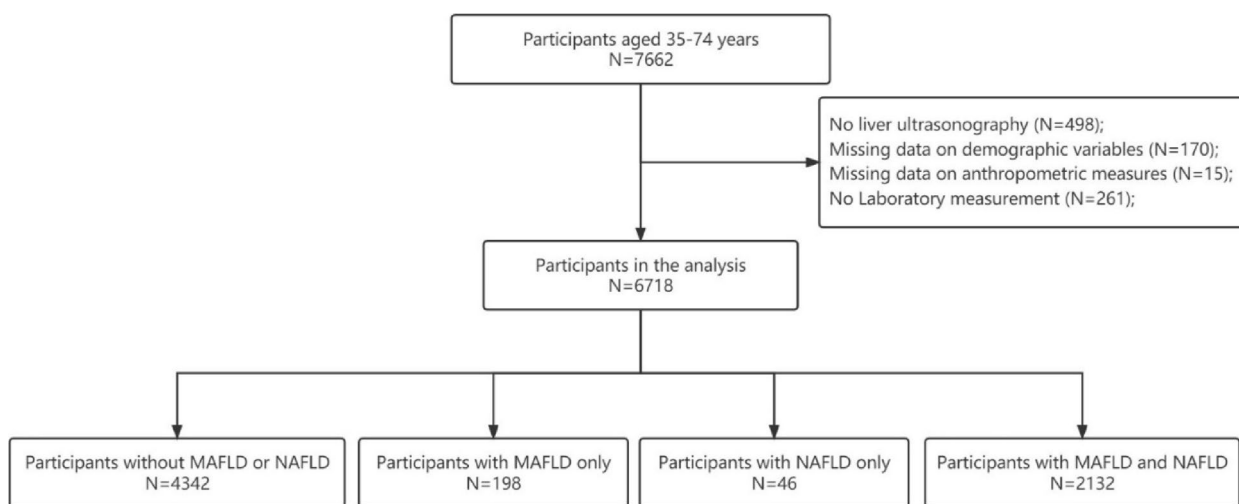 Participants aged 35-74 years
N=7662
No liver ultrasonography (N=498);
Missing data on demographic variables (N=170);
Missing data on anthropometric measures (N=15);
No Laboratory measurement (N=261);
Participants in the analysis
N=6718
Participants without MAFLD or NAFLD
N=4342
Participants with MAFLD only
N=198
Participants with NAFLD only
N=46
Participants with MAFLD and NAFLD
N=2132